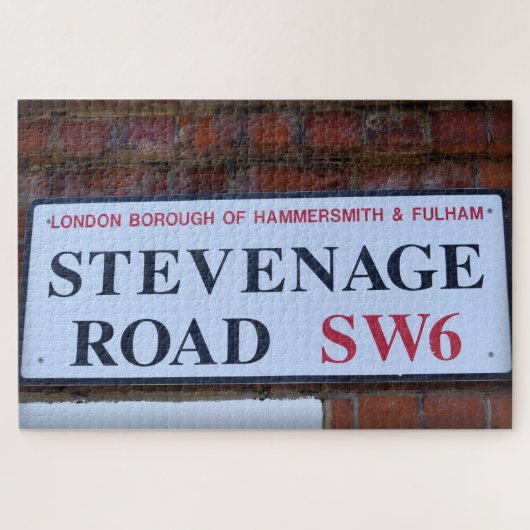 LONDON BOROUGH OF HAMMERSMITH & FULHAM
STEVENAGE
ROAD SW6